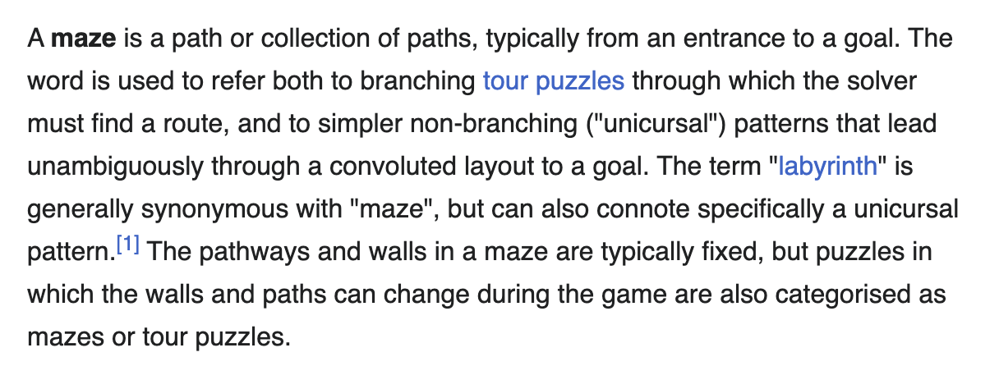 A maze is a path or collection of paths, typically from an entrance to a goal. The
word is used to refer both to branching tour puzzles through which the solver
must find a route, and to simpler non-branching ("unicursal") patterns that lead
unambiguously through a convoluted layout to a goal. The term "labyrinth" is
generally synonymous with "maze", but can also connote specifically a unicursal
pattern.[1] The pathways and walls in a maze are typically fixed, but puzzles in
which the walls and paths can change during the game are also categorised as
mazes or tour puzzles.